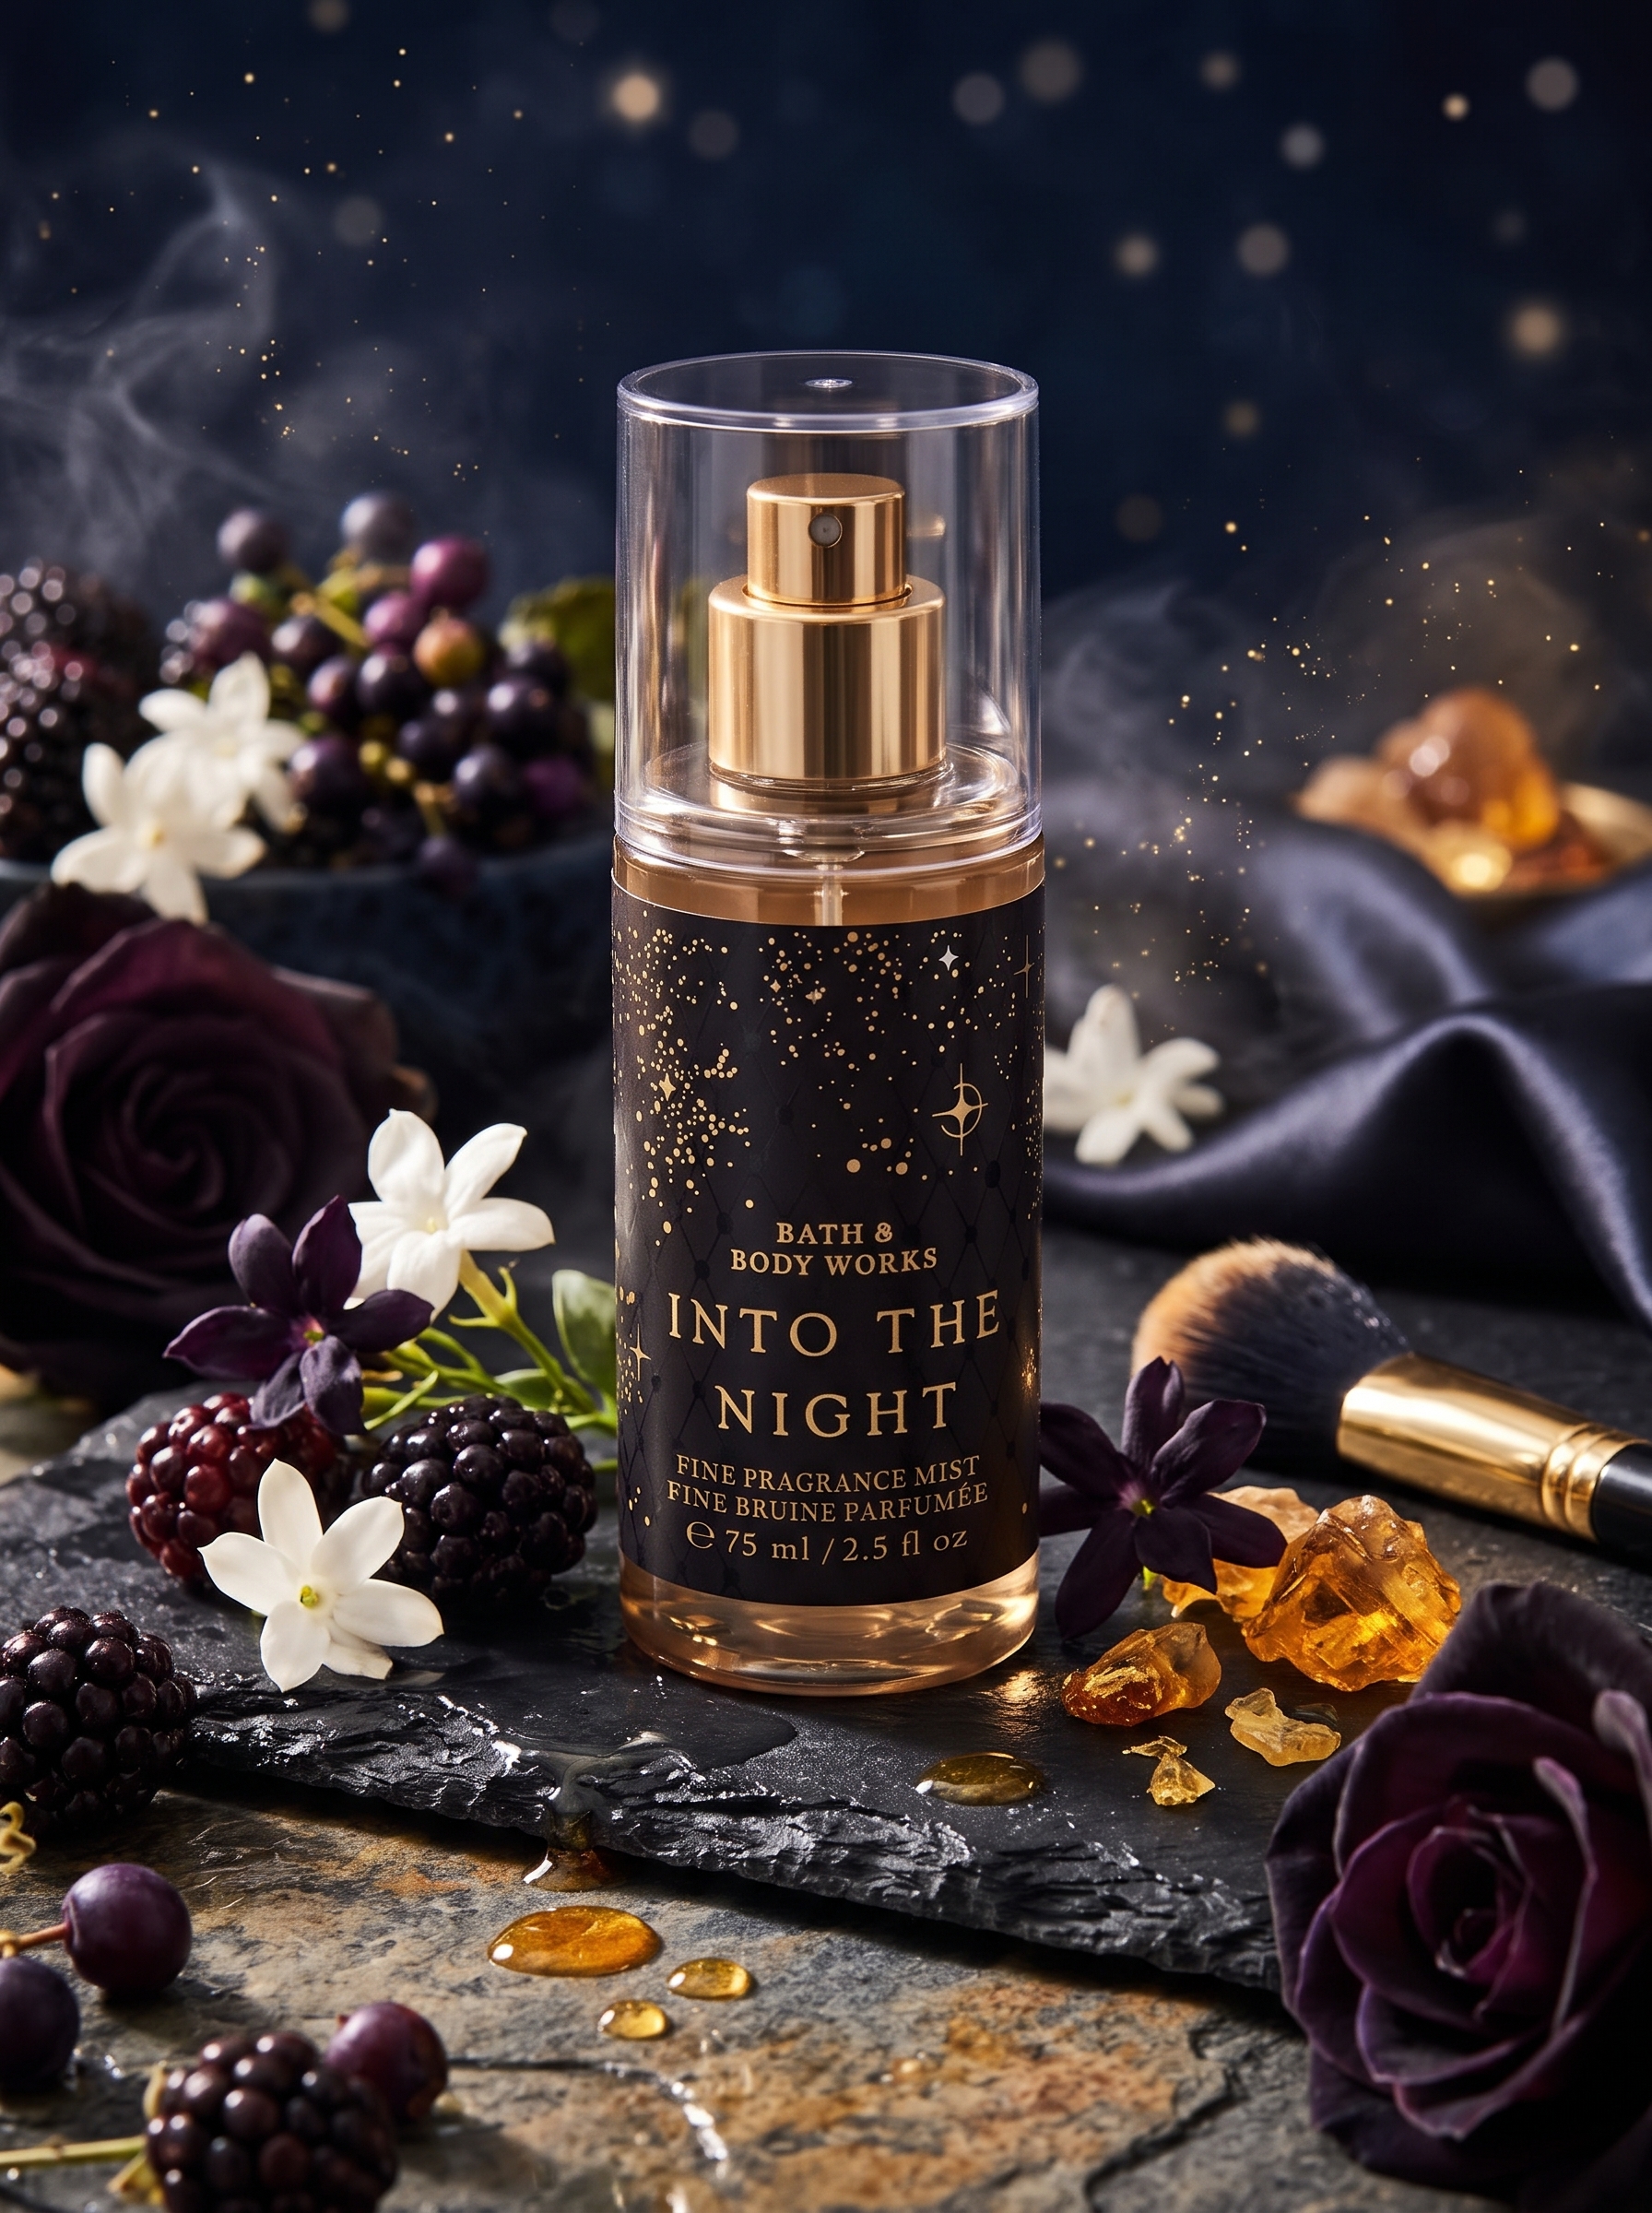 BATH &
BODY WORKS
INTO THE
NIGHT
FINE PRAGRANCE MIST
FINE BRUINE PARFUMÉE
℮ 75 ml / 2.5 fl oz